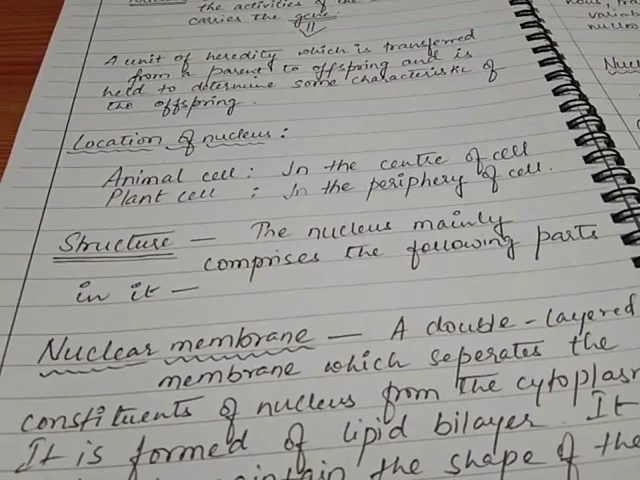 the activities of the
carries the gene
A unit of heredity which is transferred
from a parent to offspring and is
held to determine some characteristic of
the offspring.
Location of nucleus:
Animal cell: In the centre of cell
Plant cell : In the periphery of cell.
Structure — The nucleus mainly
comprises the following parts
in it —
Nuclear membrane — A double-layered
membrane which seperates the
constituents of nucleus from the cytoplasm
It is formed of lipid bilayer. It
the shape of the